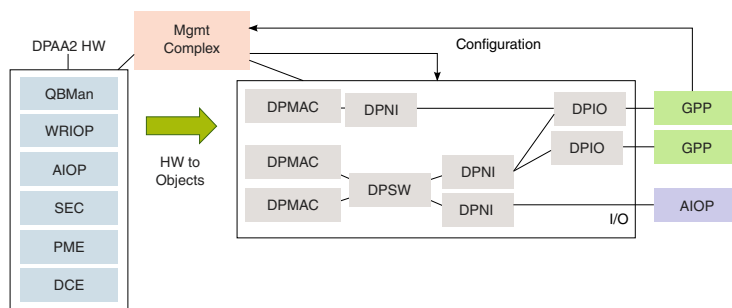 Mgmt
Complex
DPAA2 HW
Configuration
QBMan
WRIOP
AIOP
SEC
PME
DCE
HW to
Objects
DPMAC
DPNI
DPIO
GPP
DPMAC
DPNI
DPIO
GPP
DPSW
DPMAC
DPNI
AIOP
I/O